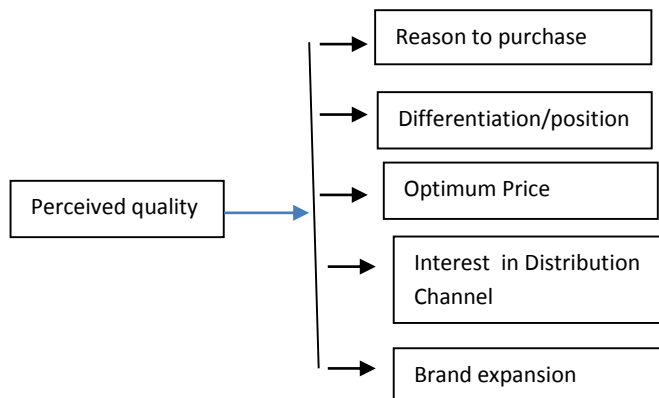 Reason to purchase
Differentiation/position
Perceived quality
Optimum Price
Interest  in Distribution
Channel
Brand expansion